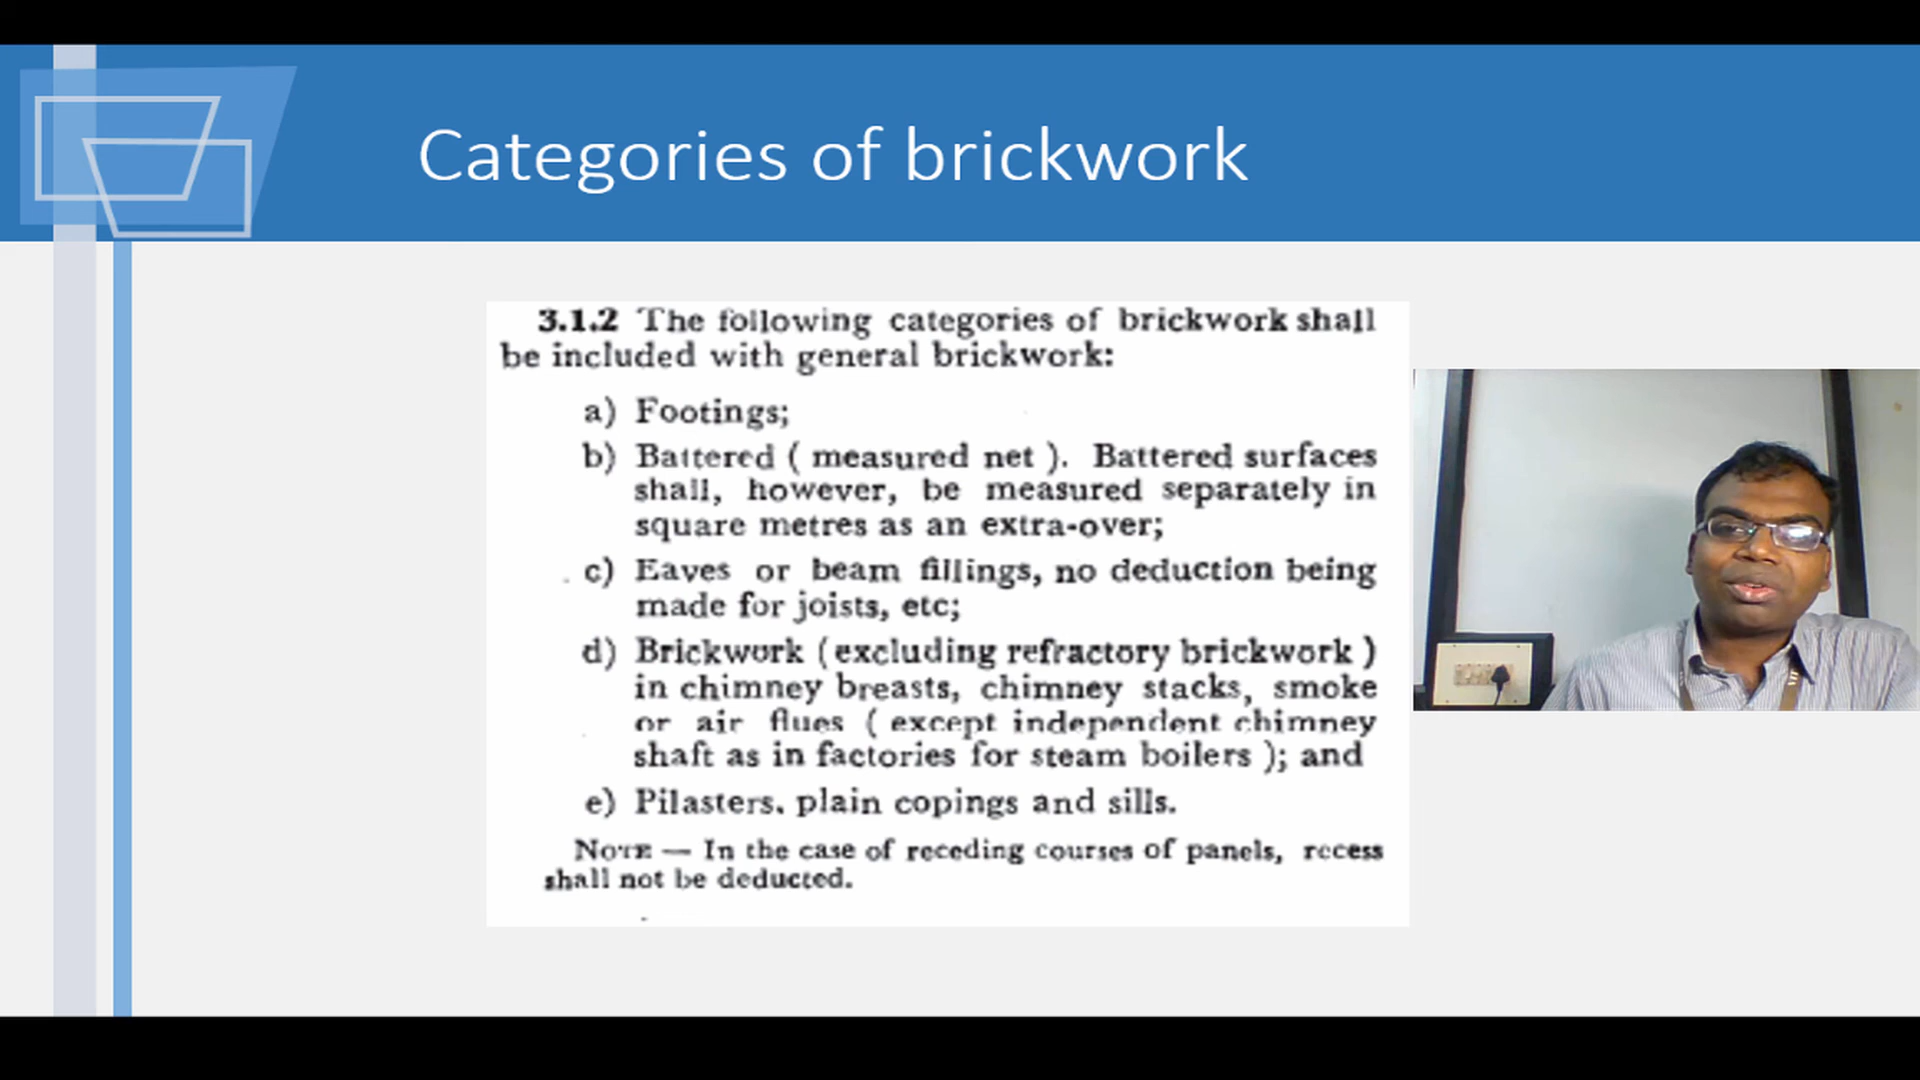 Categories of brickwork
3.1.2 The following categories of brickwork shall
be included with general brickwork:
a) Footings;
b) Battered ( measured net ). Battered surfaces
shall, however, be measured separately in
square metres as an extra-over;
c) Eaves or beam fillings, no deduction being
made for joists, etc;
d) Brickwork ( excluding refractory brickwork )
in chimney breasts, chimney stacks, smoke
or air flues ( except independent chimney
shaft as in factories for steam boilers ); and
e) Pilasters, plain copings and sills.
NOTE — In the case of receding courses of panels, recess
shall not be deducted.